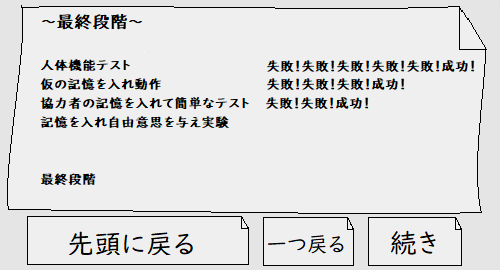 ～最終段階～
人体機能テスト 失敗！失敗！失敗！失敗！失敗！成功！
仮の記憶を入れ動作 失敗！失敗！失敗！成功！
協力者の記憶を入れて簡単なテスト 失敗！失敗！成功！
記憶を入れ自由意思を与え実験
最終段階
先頭に戻る 一つ戻る 続き